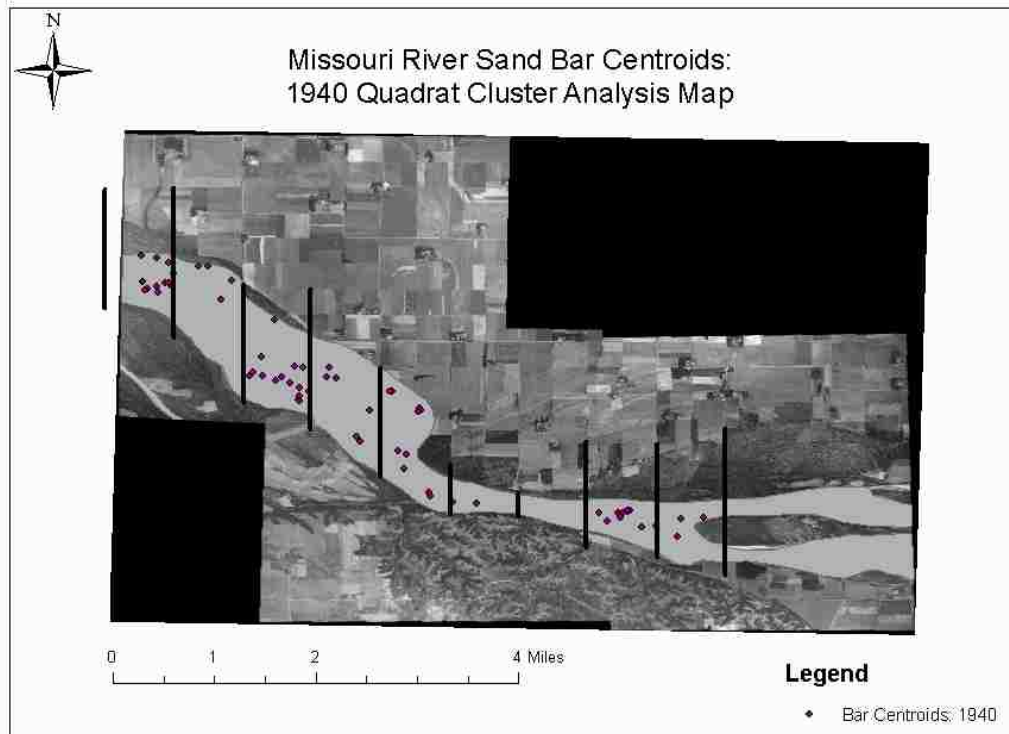 N
Missouri River Sand Bar Centroids:
1940 Quadrat Cluster Analysis Map
0 1 2 4 Miles
Legend
Bar Centroids: 1940